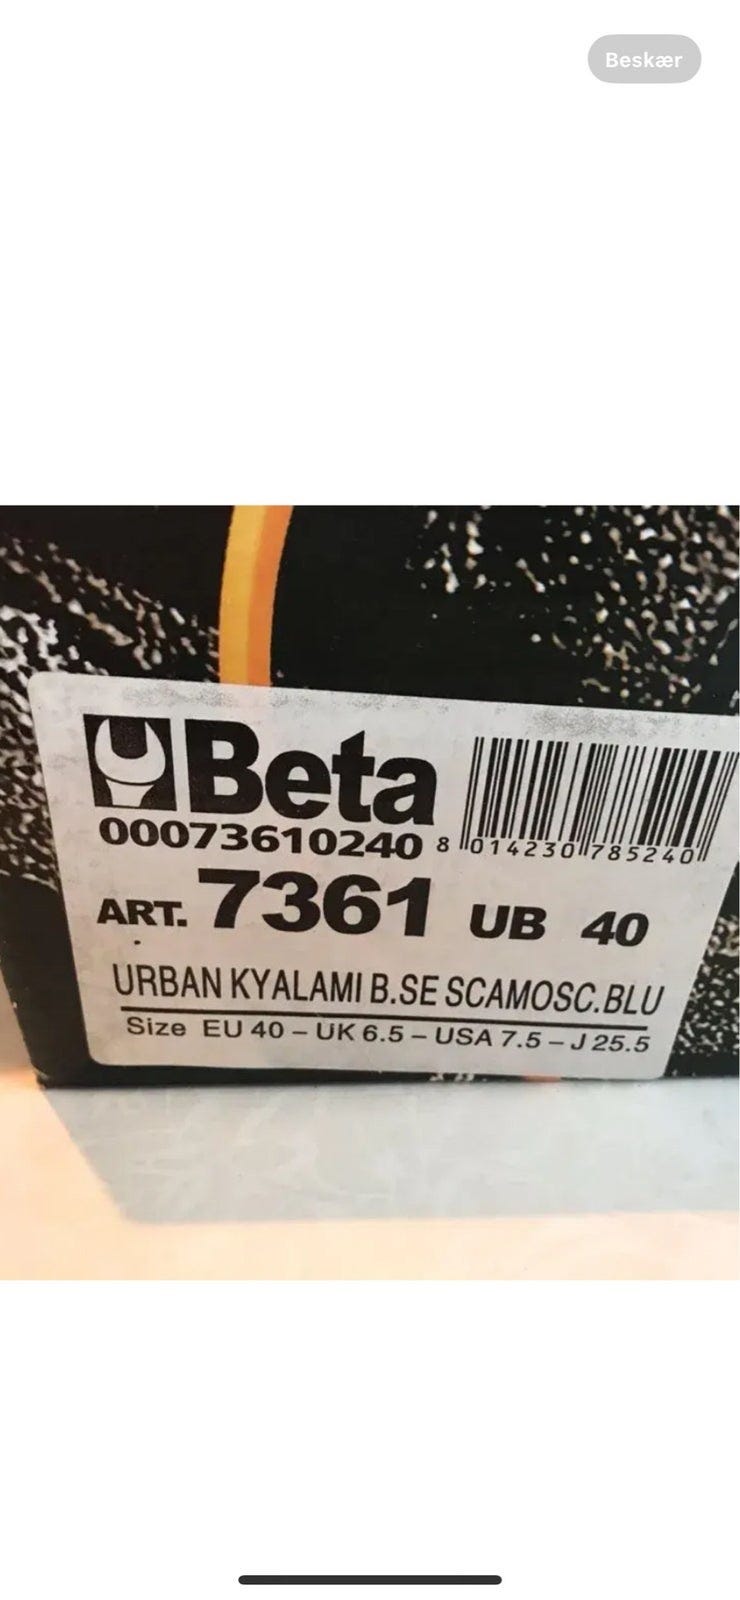 Beskær
Beta
00073610240
8 014230 785240
ART. 7361 UB 40
URBAN KYALAMI B.SE SCAMOSC.BLU
Size EU 40 – UK 6.5 – USA 7.5 – J 25.5